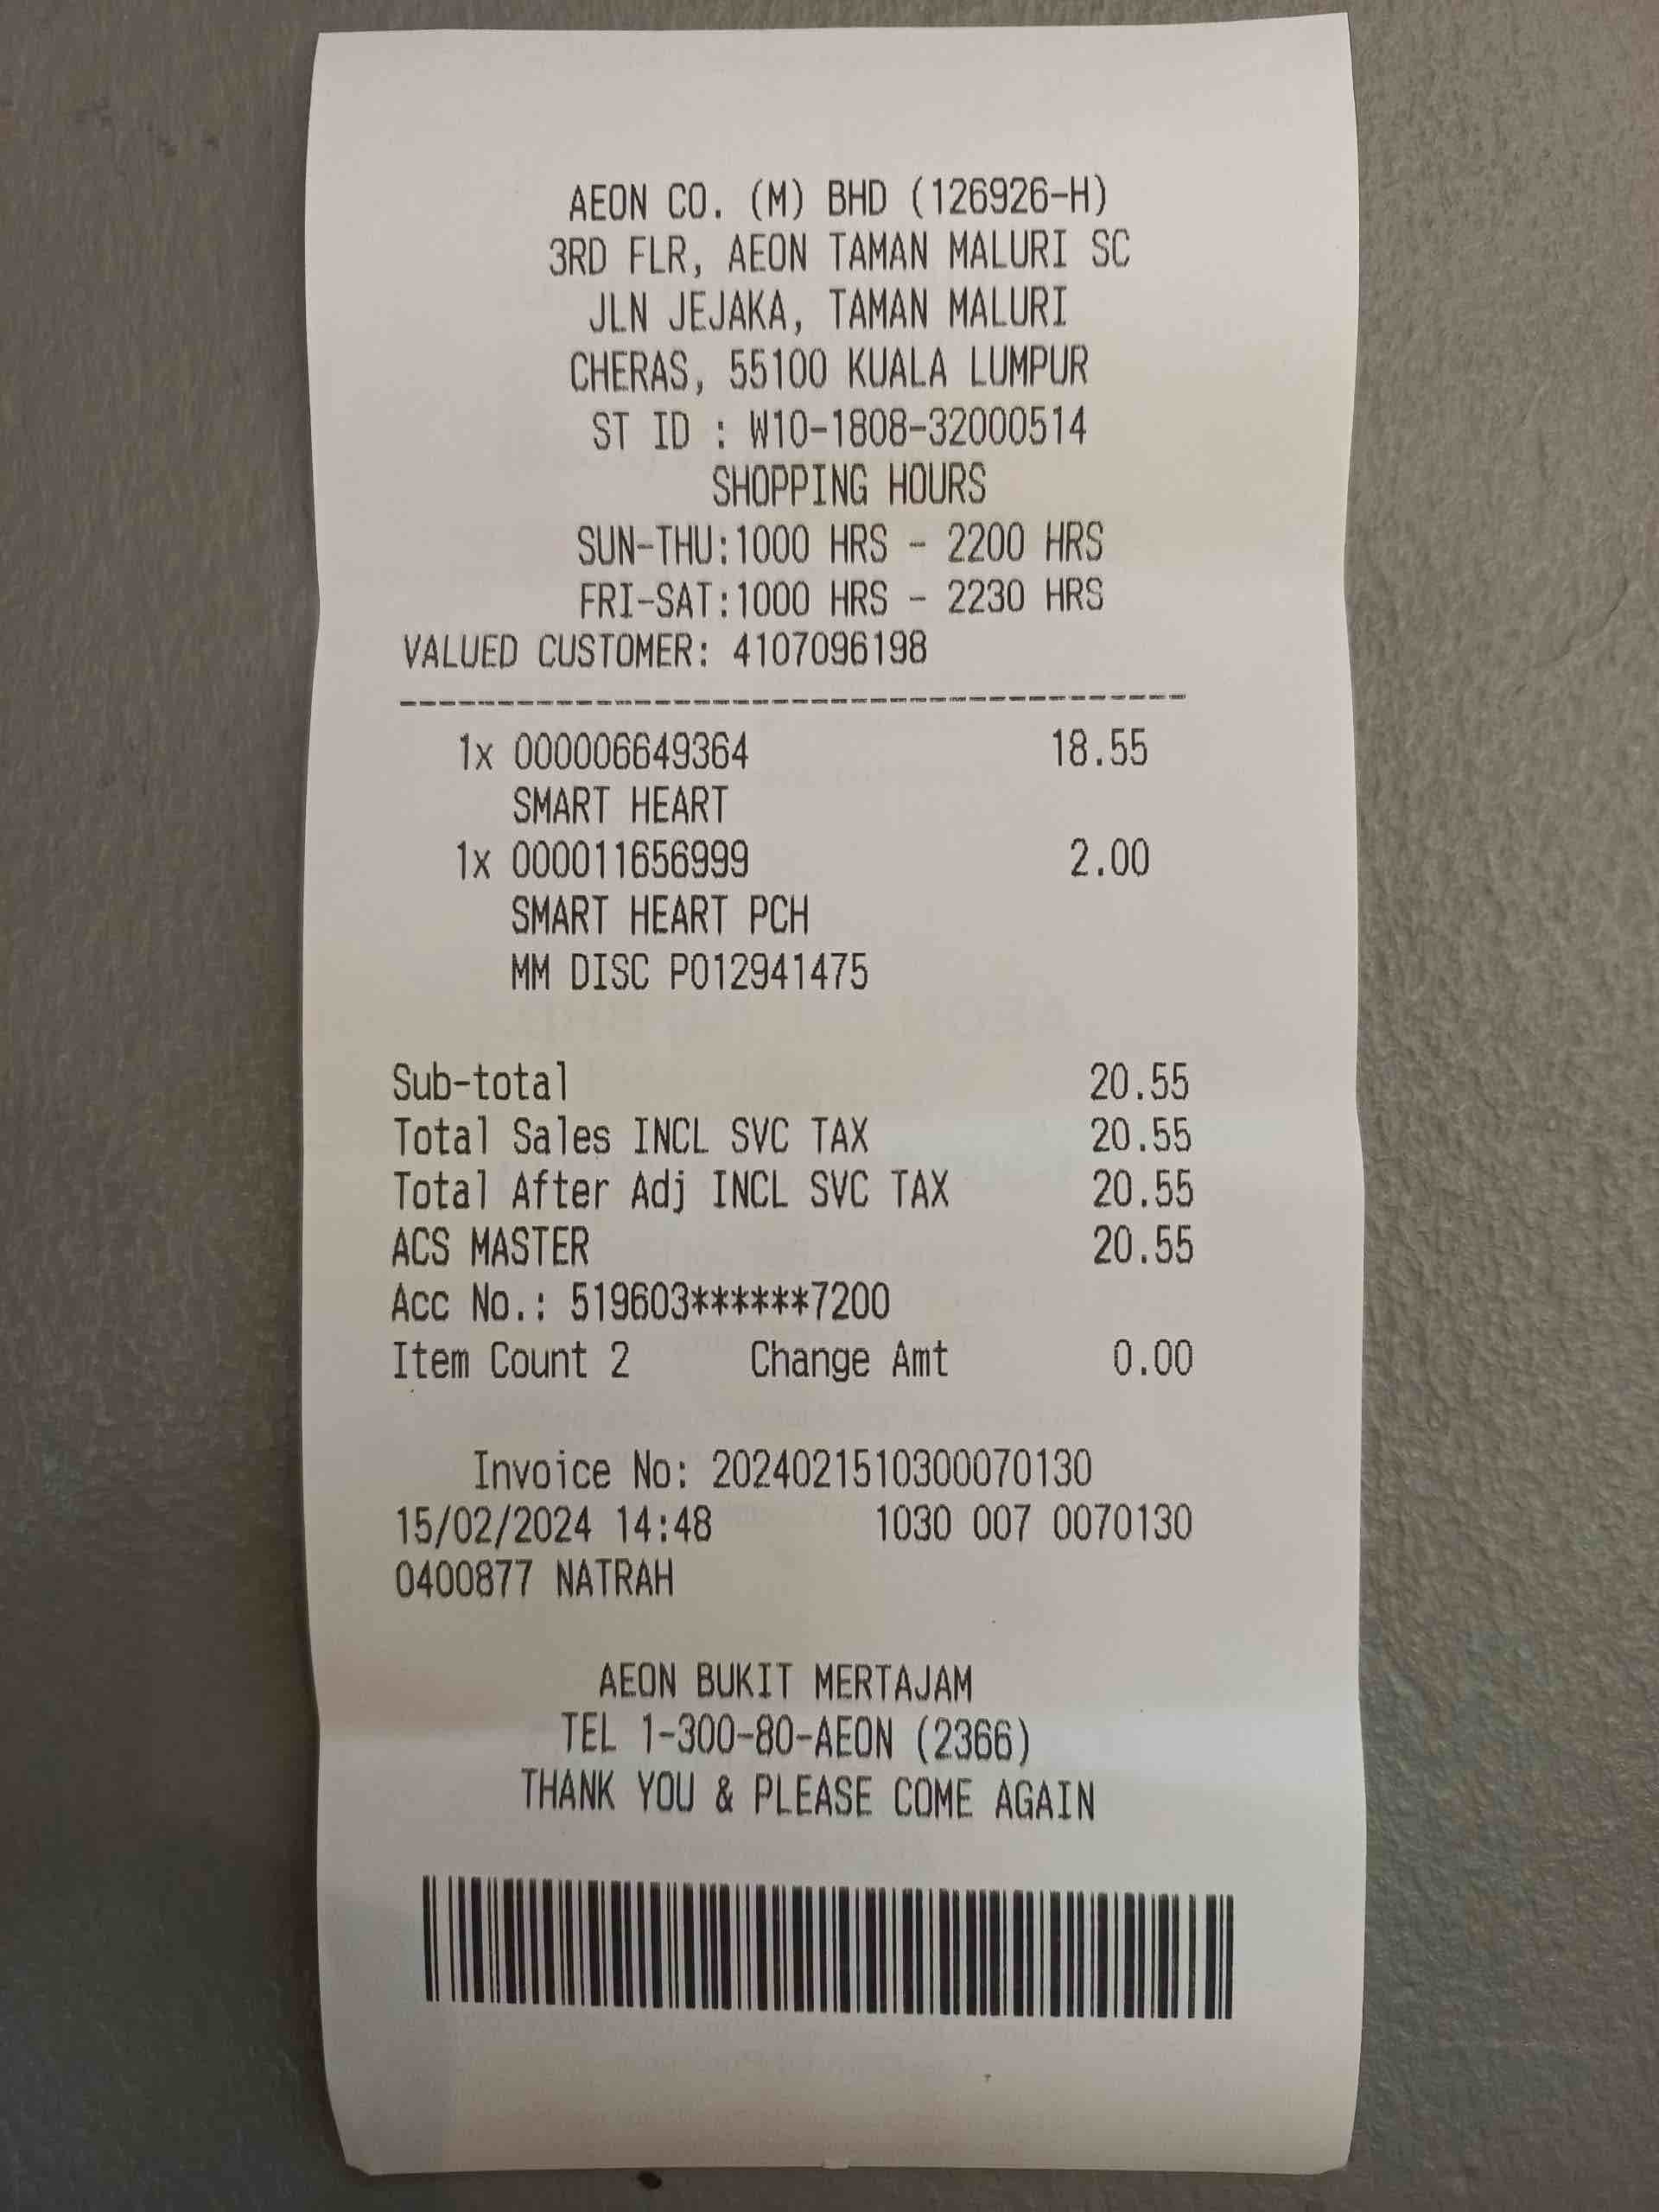 AEON CO. (M) BHD (126926-H)
3RD FLR, AEON TAMAN MALURI SC
JLN JEJAKA, TAMAN MALURI
CHERAS, 55100 KUALA LUMPUR
ST ID : W10-1808-32000514
SHOPPING HOURS
SUN-THU:1000 HRS - 2200 HRS
FRI-SAT:1000 HRS - 2230 HRS
VALUED CUSTOMER: 4107096198
1x 000006649364 18.55
SMART HEART
1x 000011656999 2.00
SMART HEART PCH
MM DISC P012941475
Sub-total 20.55
Total Sales INCL SVC TAX 20.55
Total After Adj INCL SVC TAX 20.55
ACS MASTER 20.55
Acc No.: 519603******7200
Item Count 2 Change Amt 0.00
Invoice No: 2024021510300070130
15/02/2024 14:48 1030 007 0070130
0400877 NATRAH
AEON BUKIT MERTAJAM
TEL 1-300-80-AEON (2366)
THANK YOU & PLEASE COME AGAIN